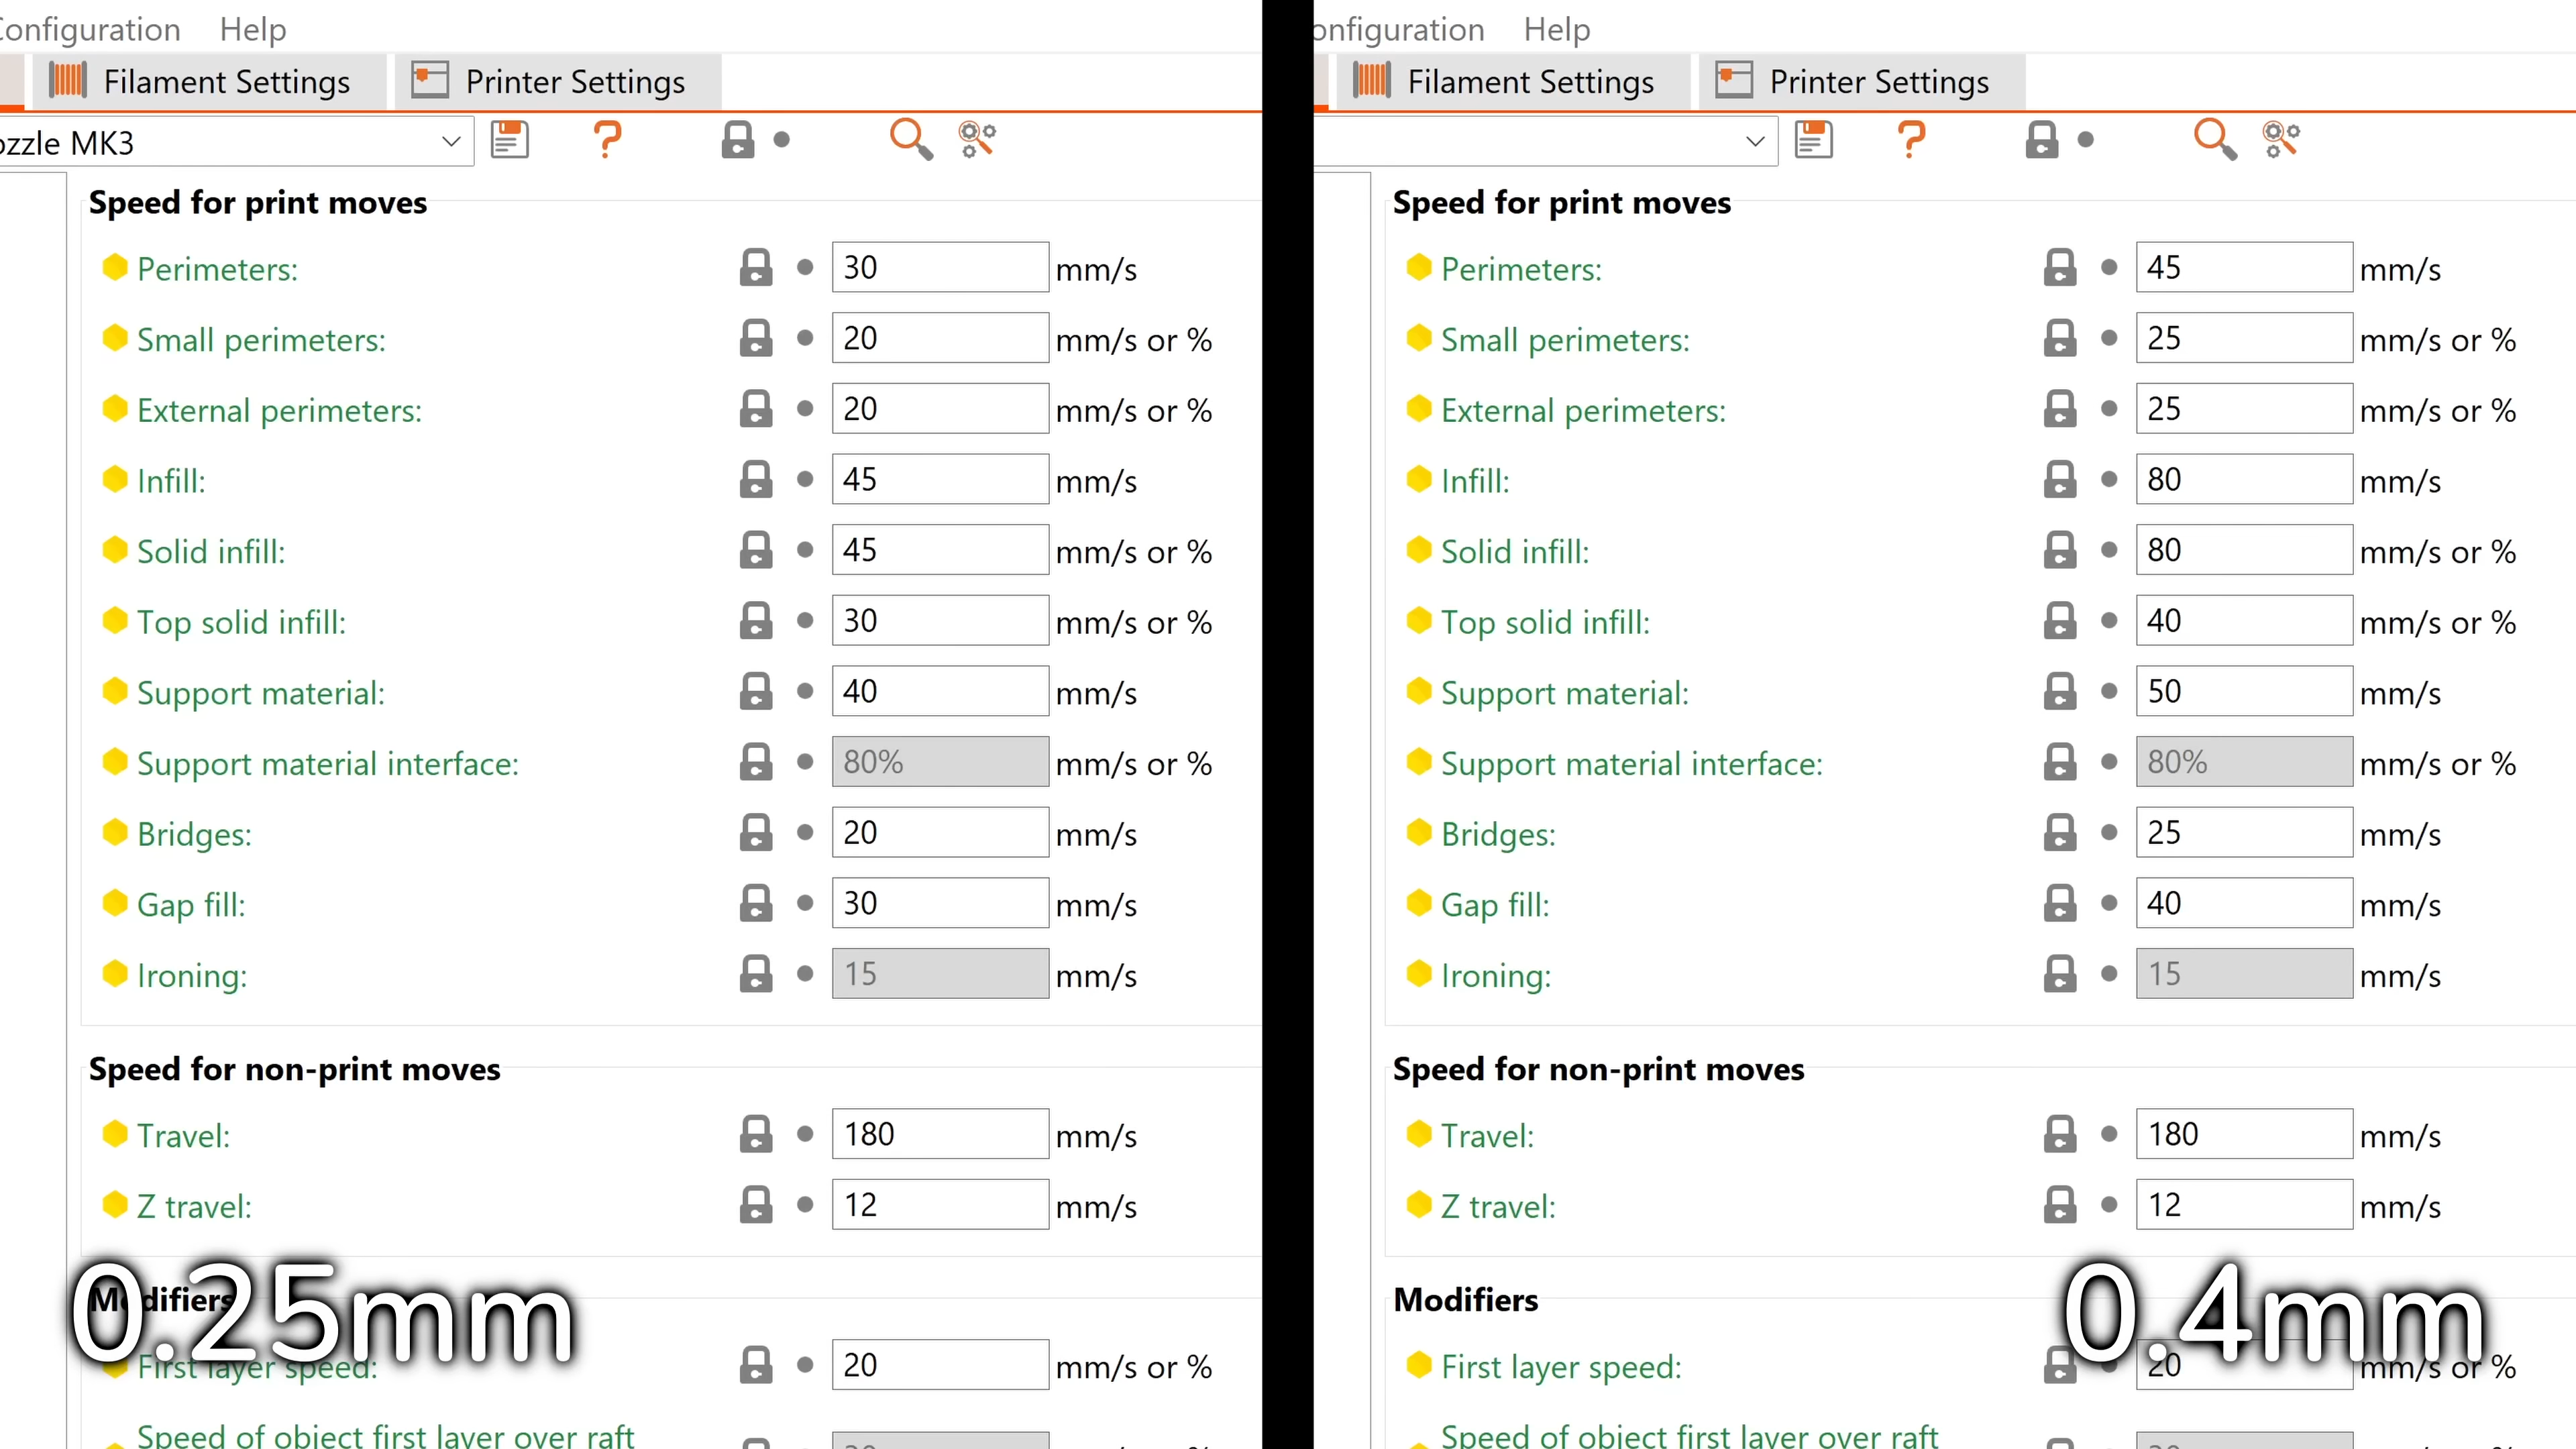 Configuration Help
Filament Settings Printer Settings
ozzle MK3
Speed for print moves
Perimeters: 30 mm/s
Small perimeters: 20 mm/s or %
External perimeters: 20 mm/s or %
Infill: 45 mm/s
Solid infill: 45 mm/s or %
Top solid infill: 30 mm/s or %
Support material: 40 mm/s
Support material interface: 80% mm/s or %
Bridges: 20 mm/s
Gap fill: 30 mm/s
Ironing: 15 mm/s
Speed for non-print moves
Travel: 180 mm/s
Z travel: 12 mm/s
Modifiers
0.25mm
First layer speed: 20 mm/s or %
Speed of object first layer over raft
onfiguration Help
Filament Settings Printer Settings
Speed for print moves
Perimeters: 45 mm/s
Small perimeters: 25 mm/s or %
External perimeters: 25 mm/s or %
Infill: 80 mm/s
Solid infill: 80 mm/s or %
Top solid infill: 40 mm/s or %
Support material: 50 mm/s
Support material interface: 80% mm/s or %
Bridges: 25 mm/s
Gap fill: 40 mm/s
Ironing: 15 mm/s
Speed for non-print moves
Travel: 180 mm/s
Z travel: 12 mm/s
Modifiers
0.4mm
First layer speed: 20 mm/s or %
Speed of object first layer over raft